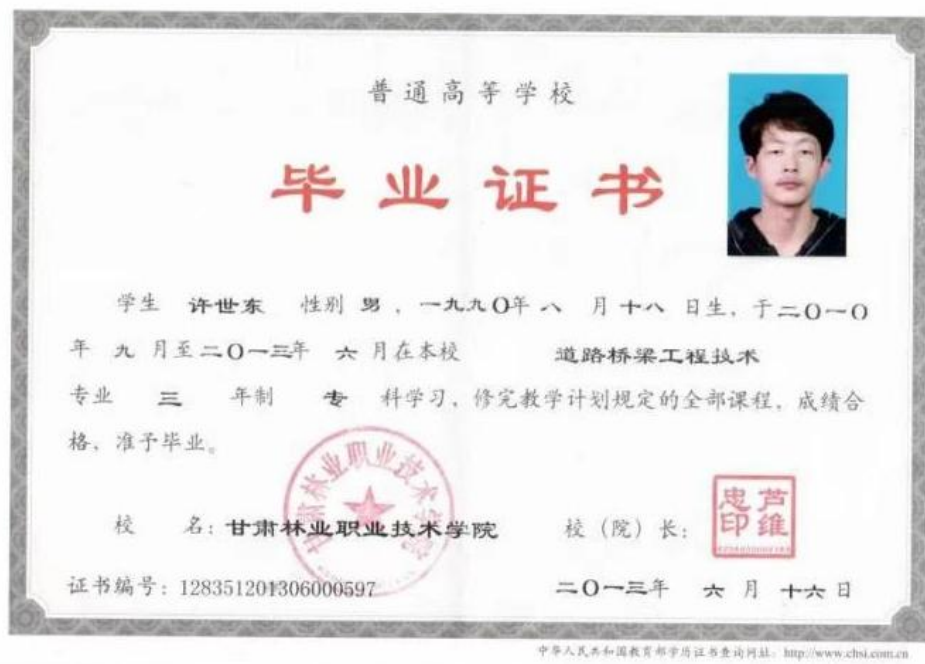 普通高等学校
毕业证书
学生 许世东 性别 男，一九九〇年 八 月 十八 日生，于二〇一〇
年 九 月至二〇一三年 六 月在本校 道路桥梁工程技术
专业 三 年制 专 科学习，修完教学计划规定的全部课程，成绩合
格，准予毕业。
甘肃林业职业技术学院
校 名：甘肃林业职业技术学院 校（院）长：
芦维忠印
证书编号：128351201306000597 二〇一三年 六 月 十六 日
中华人民共和国教育部学历证书查询网址：http://www.chsi.com.cn